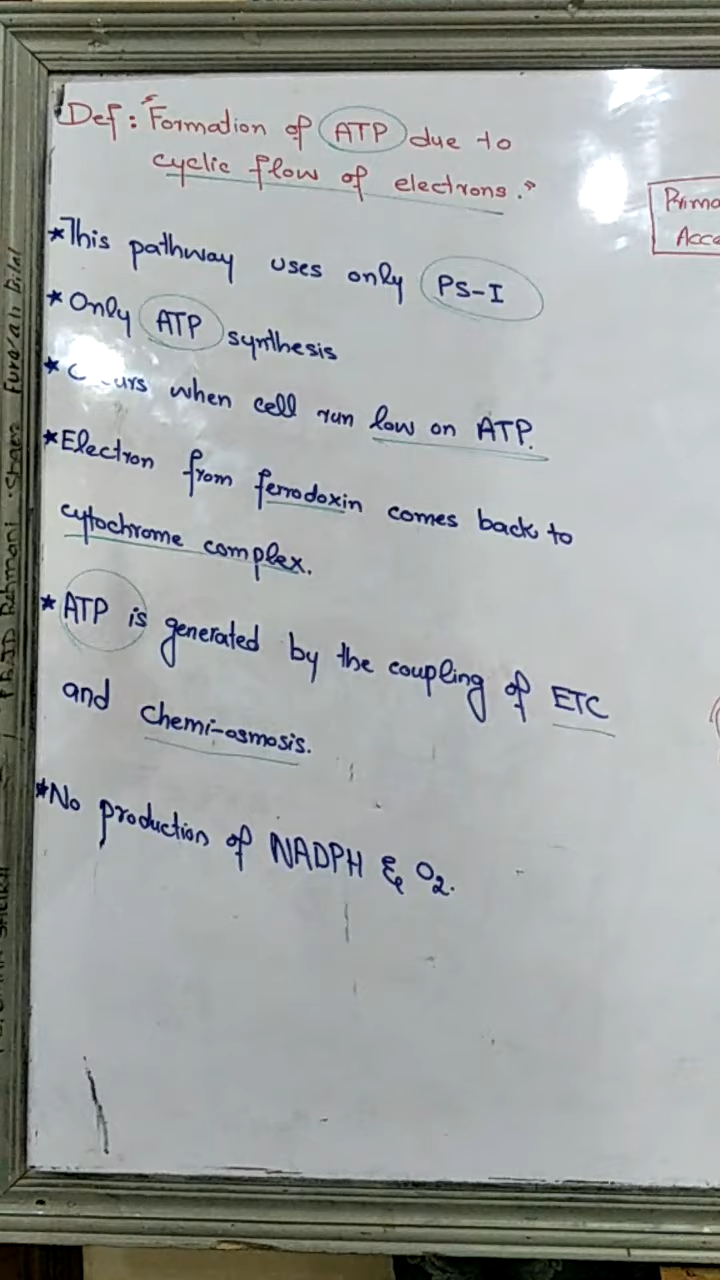 Def: "Formation of ATP due to
cyclic flow of electrons."
*This pathway uses only PS-I
*Only ATP synthesis
* when cell run low on ATP.
*Electron from ferrodoxin comes back to
cytochrome complex.
*ATP is generated by the coupling of ETC
and Chemi-osmosis.
*No production of NADPH & O2.
Prima
Acce